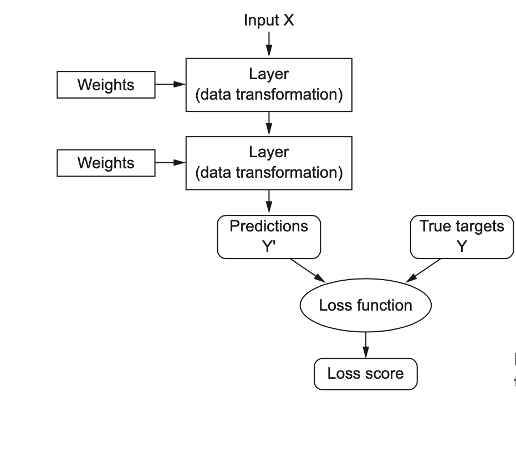 Input X
Layer
(data transformation)
Weights
Layer
(data transformation)
Weights
Predictions
Y'
True targets
Y
Loss function
Loss score